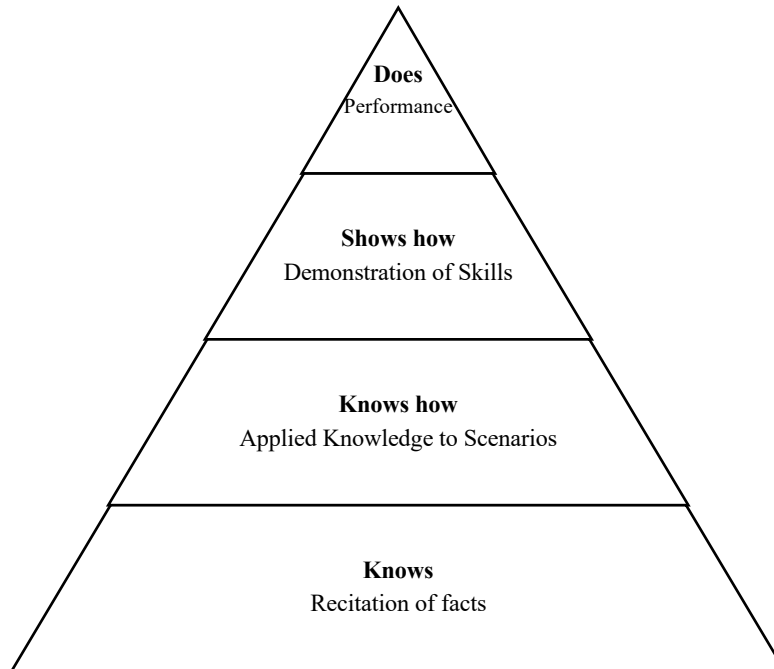 Does
Performance
Shows how
Demonstration of Skills
Knows how
Applied Knowledge to Scenarios
Knows
Recitation of facts